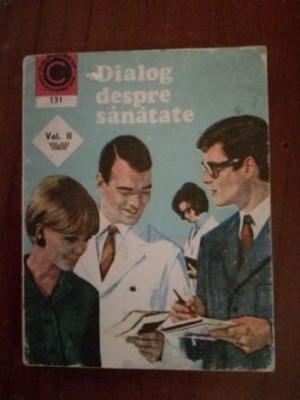 131
Dialog
despre
sănătate
Vol. II